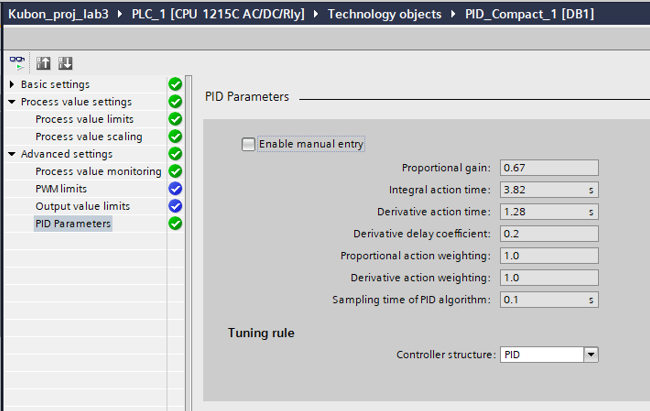 Kubon_proj_lab3 ▸ PLC_1 [CPU 1215C AC/DC/Rly] ▸ Technology objects ▸ PID_Compact_1 [DB1]
Basic settings
Process value settings
Process value limits
Process value scaling
Advanced settings
Process value monitoring
PWM limits
Output value limits
PID Parameters
PID Parameters
Enable manual entry
Proportional gain: 0.67
Integral action time: 3.82 s
Derivative action time: 1.28 s
Derivative delay coefficient: 0.2
Proportional action weighting: 1.0
Derivative action weighting: 1.0
Sampling time of PID algorithm: 0.1 s
Tuning rule
Controller structure: PID